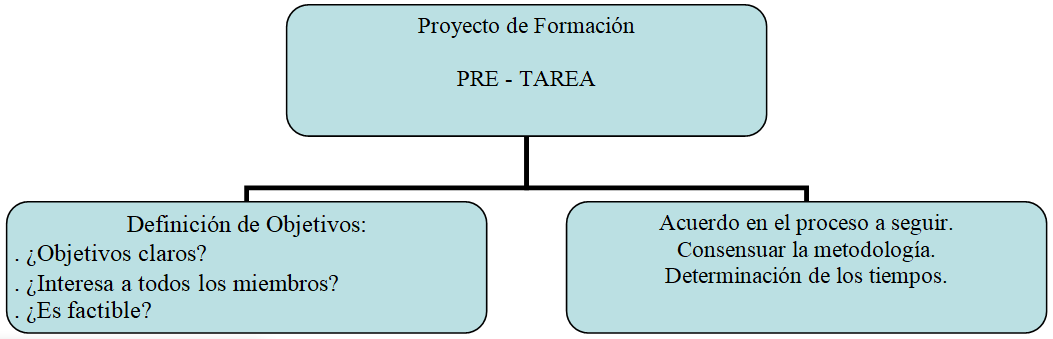 Proyecto de Formación
PRE - TAREA
Definición de Objetivos:
. ¿Objetivos claros?
. ¿Interesa a todos los miembros?
. ¿Es factible?
Acuerdo en el proceso a seguir.
Consensuar la metodología.
Determinación de los tiempos.